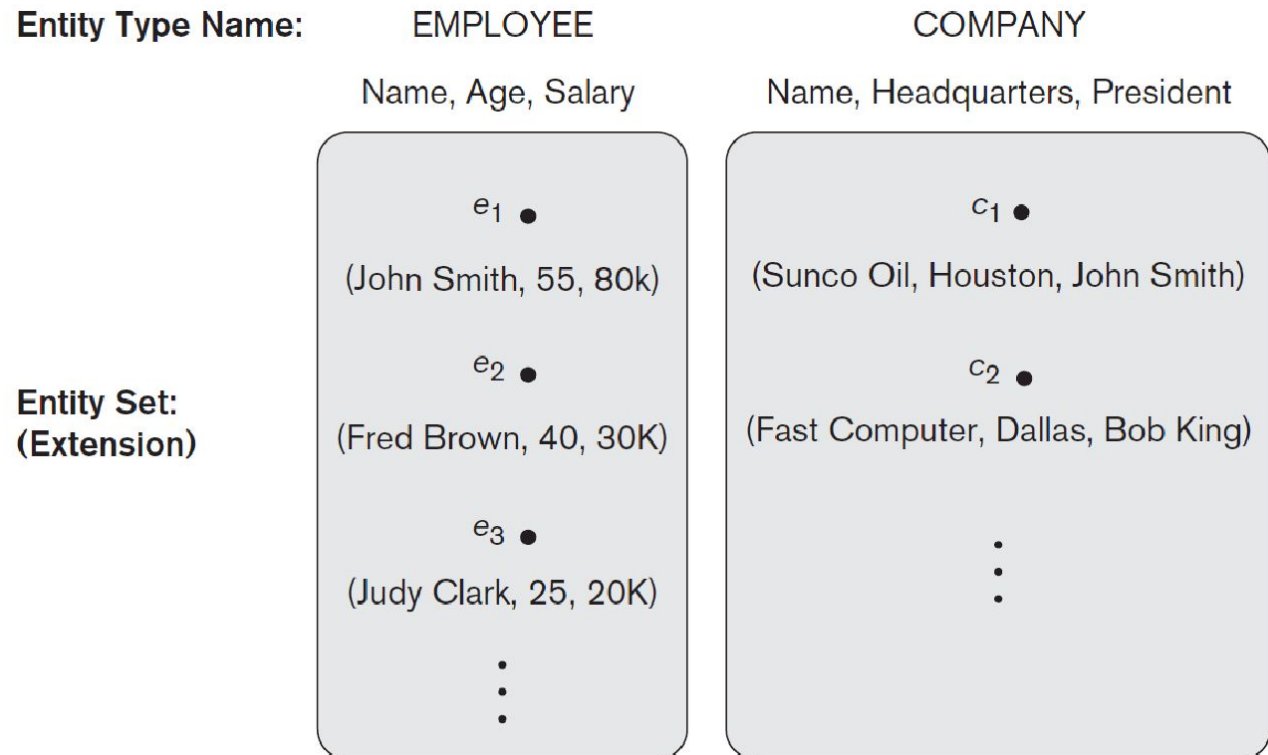 Entity Type Name: EMPLOYEE COMPANY
Name, Age, Salary Name, Headquarters, President
e1 c1
(John Smith, 55, 80k) (Sunco Oil, Houston, John Smith)
e2 c2
Entity Set:
(Extension)
(Fred Brown, 40, 30K) (Fast Computer, Dallas, Bob King)
e3
(Judy Clark, 25, 20K)